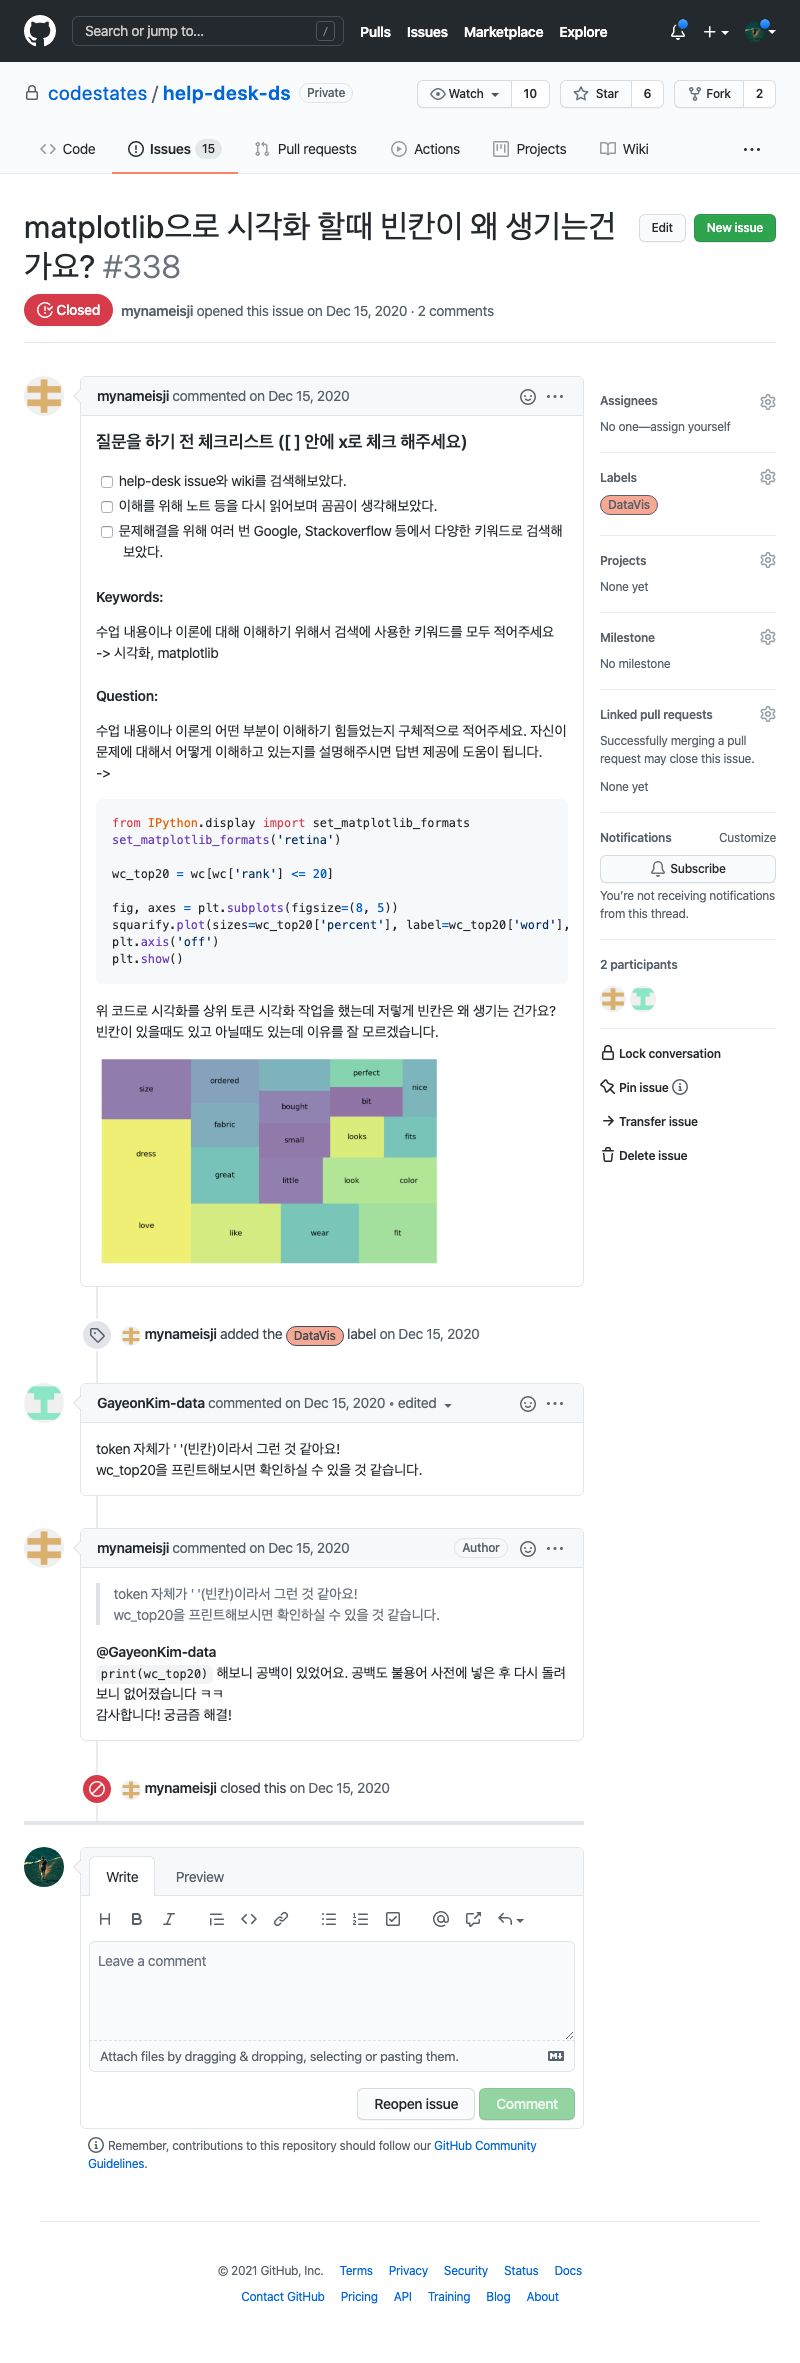 Search or jump to...
/
Pulls Issues Marketplace Explore
codestates / help-desk-ds Private
Watch 10 Star 6 Fork 2
Code Issues 15 Pull requests Actions Projects Wiki
matplotlib으로 시각화 할때 빈칸이 왜 생기는건
가요? #338
Edit New issue
Closed mynameisji opened this issue on Dec 15, 2020 · 2 comments
mynameisji commented on Dec 15, 2020
질문을 하기 전 체크리스트 ([ ] 안에 x로 체크 해주세요)
help-desk issue와 wiki를 검색해보았다.
이해를 위해 노트 등을 다시 읽어보며 곰곰이 생각해보았다.
문제해결을 위해 여러 번 Google, Stackoverflow 등에서 다양한 키워드로 검색해
보았다.
Keywords:
수업 내용이나 이론에 대해 이해하기 위해서 검색에 사용한 키워드를 모두 적어주세요
-> 시각화, matplotlib
Question:
수업 내용이나 이론의 어떤 부분이 이해하기 힘들었는지 구체적으로 적어주세요. 자신이
문제에 대해서 어떻게 이해하고 있는지를 설명해주시면 답변 제공에 도움이 됩니다.
->
from IPython.display import set_matplotlib_formats
set_matplotlib_formats('retina')
wc_top20 = wc[wc['rank'] <= 20]
fig, axes = plt.subplots(figsize=(8, 5))
squarify.plot(sizes=wc_top20['percent'], label=wc_top20['word'],
plt.axis('off')
plt.show()
위 코드로 시각화를 상위 토큰 시각화 작업을 했는데 저렇게 빈칸은 왜 생기는 건가요?
빈칸이 있을때도 있고 아닐때도 있는데 이유를 잘 모르겠습니다.
size ordered perfect nice
bought bit
fabric small looks fits
dress
great little look color
love like wear fit
mynameisji added the DataVis label on Dec 15, 2020
GayeonKim-data commented on Dec 15, 2020 • edited
token 자체가 ' '(빈칸)이라서 그런 것 같아요!
wc_top20을 프린트해보시면 확인하실 수 있을 것 같습니다.
mynameisji commented on Dec 15, 2020 Author
token 자체가 ' '(빈칸)이라서 그런 것 같아요!
wc_top20을 프린트해보시면 확인하실 수 있을 것 같습니다.
@GayeonKim-data
print(wc_top20) 해보니 공백이 있었어요. 공백도 불용어 사전에 넣은 후 다시 돌려
보니 없어졌습니다 ㅋㅋ
감사합니다! 궁금즘 해결!
mynameisji closed this on Dec 15, 2020
Assignees
No one—assign yourself
Labels
DataVis
Projects
None yet
Milestone
No milestone
Linked pull requests
Successfully merging a pull
request may close this issue.
None yet
Notifications Customize
Subscribe
You're not receiving notifications
from this thread.
2 participants
Lock conversation
Pin issue
Transfer issue
Delete issue
Write Preview
Leave a comment
Attach files by dragging & dropping, selecting or pasting them.
Reopen issue Comment
Remember, contributions to this repository should follow our GitHub Community
Guidelines.
© 2021 GitHub, Inc. Terms Privacy Security Status Docs
Contact GitHub Pricing API Training Blog About